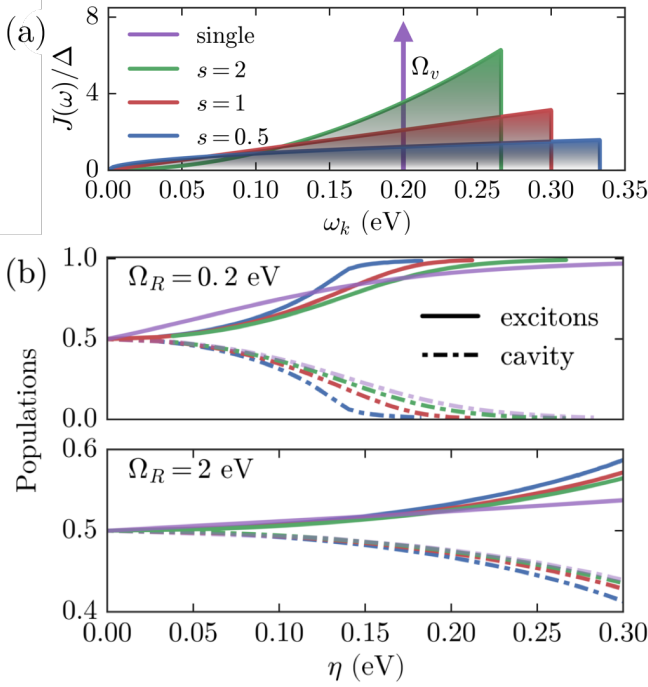 (a)
J(ω)/Δ
8
4
0
single
s = 2
s = 1
s = 0.5
Ω_v
0.00 0.05 0.10 0.15 0.20 0.25 0.30 0.35
ω_k (eV)
(b)
Populations
1.0
0.5
0.0
Ω_R = 0.2 eV
excitons
cavity
0.6
0.5
0.4
Ω_R = 2 eV
0.00 0.05 0.10 0.15 0.20 0.25 0.30
η (eV)